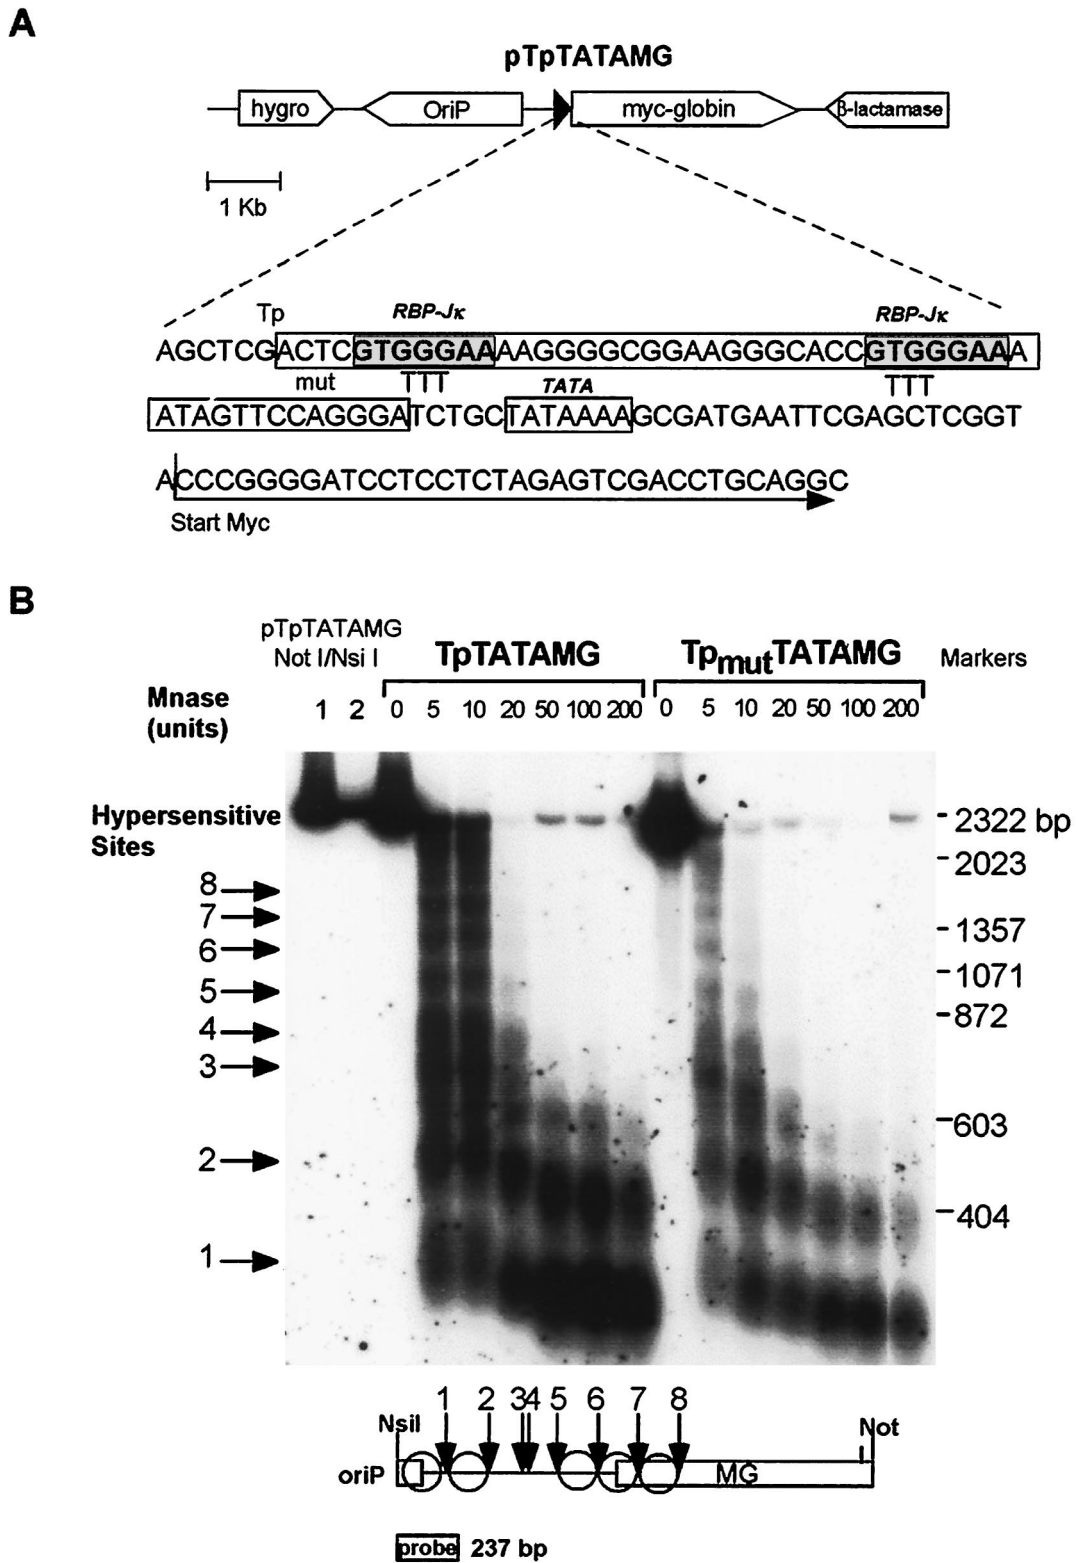 A
pTpTATAMG
hygro OriP myc-globin β-lactamase
1 Kb
Tp RBP-Jκ RBP-Jκ
AGCTCGACTCGTGGGAAAAGGGGCGGAAGGGCACCGTGGGAAAA
mut TTT TATA TTT
ATAGTTCCAGGGATCTGCTATAAAAGCGATGAATTCGAGCTCGGT
ACCCGGGGATCCTCCTCTAGAGTCGACCTGCAGGC
Start Myc
B
pTpTATAMG
Not I/Nsi I
TpTATAMG TpmutTATAMG Markers
Mnase
(units)
1 2 0 5 10 20 50 100 200 0 5 10 20 50 100 200
Hypersensitive
Sites
2322 bp
2023
8
7
1357
6
1071
5
872
4
3
603
2
404
1
1 2 3 4 5 6 7 8
NsiI Not
oriP MG
probe 237 bp